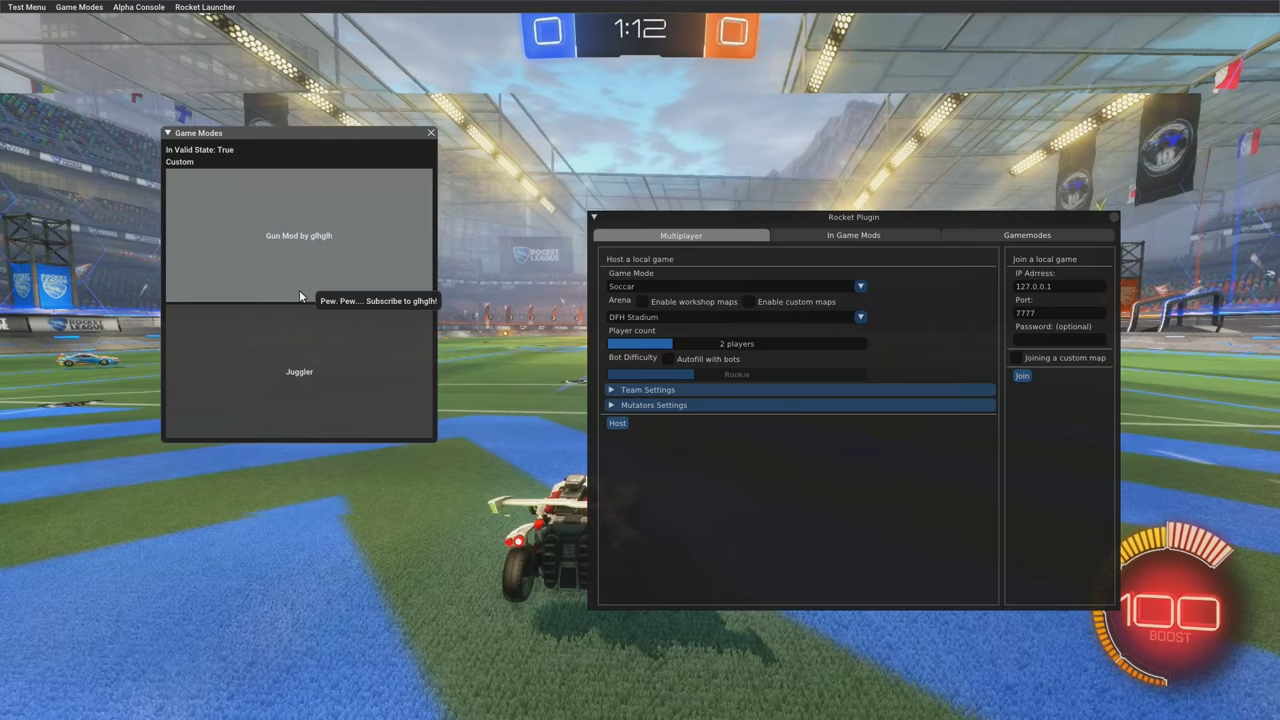 Test Menu Game Modes Alpha Console Rocket Launcher
1:12
Game Modes
In Valid State: True
Custom
Gun Mod by glhglh
Pew. Pew.... Subscribe to glhglh!
Juggler
Rocket Plugin
Multiplayer In Game Mods Gamemodes
Host a local game
Game Mode
Soccar
Arena Enable workshop maps Enable custom maps
DFH Stadium
Player count
2 players
Bot Difficulty Autofill with bots
Rookie
Team Settings
Mutators Settings
Host
Join a local game
IP Adrress:
127.0.0.1
Port:
7777
Password: (optional)
Joining a custom map
Join
ROCKET
LEAGUE
100
BOOST